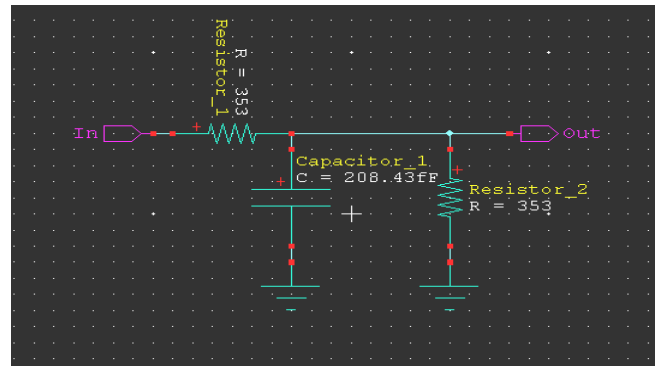 Resistor_1
R = 353
In
Out
Capacitor_1
C = 208.43fF
Resistor_2
R = 353